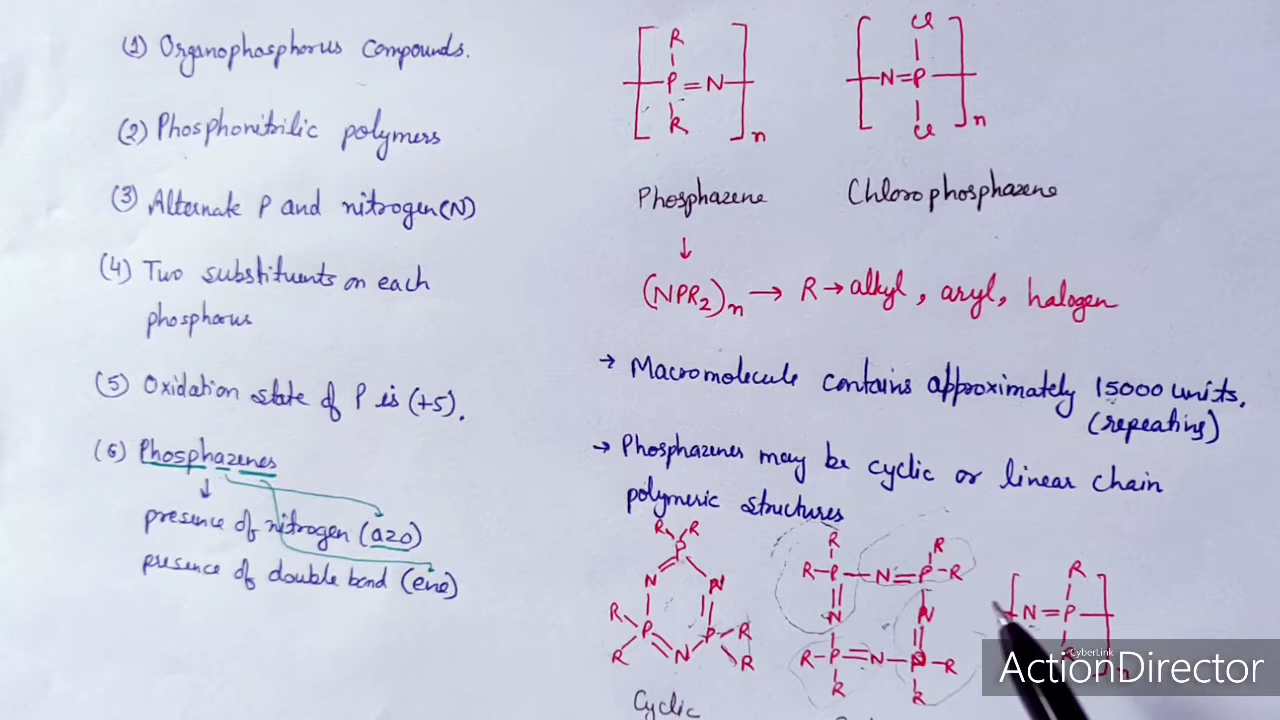 (1) Organophosphorus compounds.
(2) Phosphonitrilic polymers
(3) Alternate P and nitrogen(N)
(4) Two substituents on each
phosphorus
(5) Oxidation state of P is (+5).
(6) Phosphazenes
presence of nitrogen (azo)
presence of double bond (ene)
R
P=N
R
n
Cl
N=P
Cl
n
Phosphazene
Chlorophosphazene
↓
(NPR₂)n → R → alkyl, aryl, halogen
→ Macromolecule contains approximately 15000 units.
(repeating)
→ Phosphazenes may be cyclic or linear chain
polymeric structures
R R
P
N N
R P P R
R N R
Cyclic
R R
R-P-N=P-R
N N
R-P=N-P-R
R R
R
N=P
R
n
CyberLink
ActionDirector